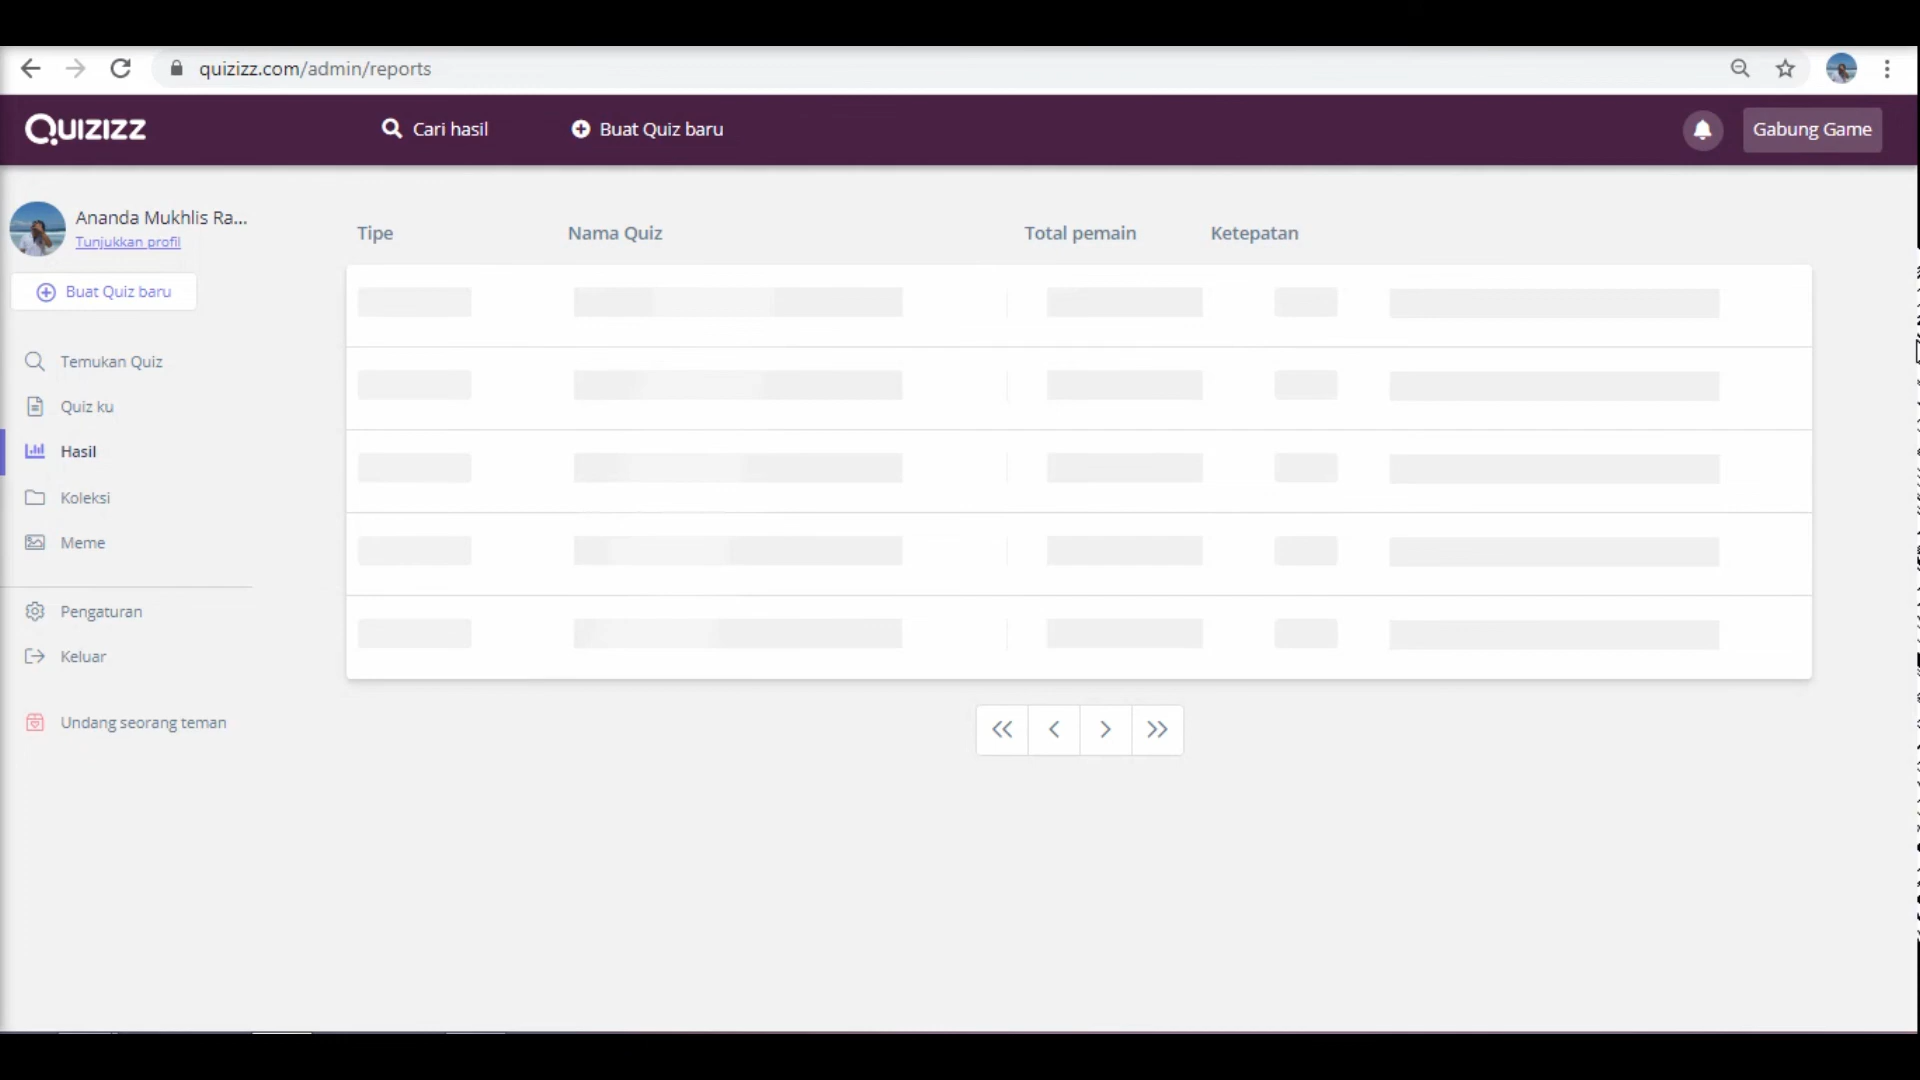 quizizz.com/admin/reports
QUIZIZZ
Cari hasil
Buat Quiz baru
Gabung Game
Ananda Mukhlis Ra...
Tunjukkan profil
Buat Quiz baru
Temukan Quiz
Quiz ku
Hasil
Koleksi
Meme
Pengaturan
Keluar
Undang seorang teman
Tipe Nama Quiz Total pemain Ketepatan